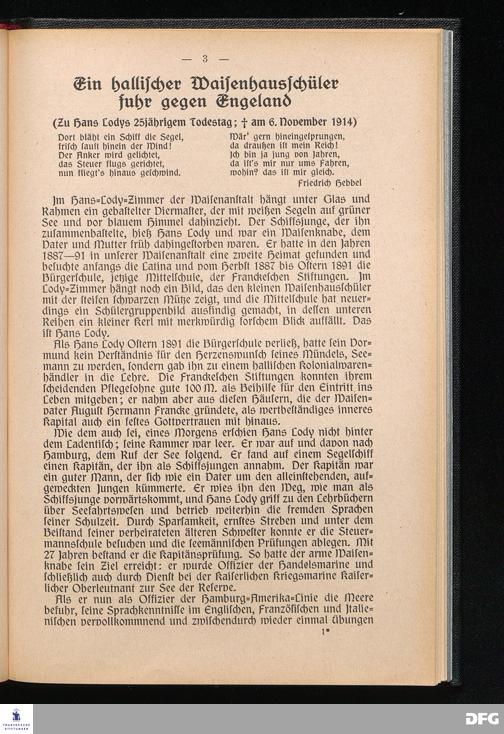 — 3 —
Ein hallischer Waisenhausschüler
fuhr gegen Engeland
(Zu Hans Lodys 25jährigem Todestag; † am 6. November 1914)
Dort bläht ein Schiff die Segel,
frisch saust hinein der Wind!
Der Anker wird gelichtet,
das Steuer flugs gerichtet,
nun fliegt's hinaus geschwind.
Wär' gern hineingesprungen,
da draußen ist mein Reich!
Ich bin ja jung von Jahren,
da ist's mir nur ums Fahren,
wohin? das ist mir gleich.
Friedrich Hebbel
Im Hans-Lody-Zimmer der Waisenanstalt hängt unter Glas und
Rahmen ein gebastelter Viermaster, der mit weißen Segeln auf grüner
See und vor blauem Himmel dahinzieht. Der Schiffsjunge, der ihn
zusammenbastelte, hieß Hans Lody und war ein Waisenknabe, dem
Vater und Mutter früh dahingestorben waren. Er hatte in den Jahren
1887—91 in unserer Waisenanstalt eine zweite Heimat gefunden und
besuchte anfangs die Latina und vom Herbst 1887 bis Ostern 1891 die
Bürgerschule, jetzige Mittelschule, der Franckeschen Stiftungen. Im
Lody-Zimmer hängt noch ein Bild, das den kleinen Waisenhausschüler
mit der steifen schwarzen Mütze zeigt, und die Mittelschule hat neuer-
dings ein Schülergruppenbild ausfindig gemacht, in dessen unteren
Reihen ein kleiner Kerl mit merkwürdig forschem Blick auffällt. Das
ist Hans Lody.
Als Hans Lody Ostern 1891 die Bürgerschule verließ, hatte sein Vor-
mund kein Verständnis für den Herzenswunsch seines Mündels, See-
mann zu werden, sondern gab ihn zu einem hallischen Kolonialwaren-
händler in die Lehre. Die Franckeschen Stiftungen konnten ihrem
scheidenden Pflegesohne gute 100 M. als Beihilfe für den Eintritt ins
Leben mitgeben; er nahm aber aus diesen Häusern, die der Waisen-
vater August Hermann Francke gründete, als wertbeständiges inneres
Kapital auch ein festes Gottvertrauen mit hinaus.
Wie dem auch sei, eines Morgens erschien Hans Lody nicht hinter
dem Ladentisch; seine Kammer war leer. Er war auf und davon nach
Hamburg, dem Ruf der See folgend. Er fand auf einem Segelschiff
einen Kapitän, der ihn als Schiffsjungen annahm. Der Kapitän war
ein guter Mann, der sich wie ein Vater um den alleinstehenden, auf-
geweckten Jungen kümmerte. Er wies ihn den Weg, wie man als
Schiffsjunge vorwärtskommt, und Hans Lody griff zu den Lehrbüchern
über Seefahrtswesen und betrieb weiterhin die fremden Sprachen
seiner Schulzeit. Durch Sparsamkeit, ernstes Streben und unter dem
Beistand seiner verheirateten älteren Schwester konnte er die Steuer-
mannsschule besuchen und die seemännischen Prüfungen ablegen. Mit
27 Jahren bestand er die Kapitänsprüfung. So hatte der arme Waisen-
knabe sein Ziel erreicht: er wurde Offizier der Handelsmarine und
schließlich auch durch Dienst bei der Kaiserlichen Kriegsmarine Kaiser-
licher Oberleutnant zur See der Reserve.
Als er nun als Offizier der Hamburg-Amerika-Linie die Meere
befuhr, seine Sprachkenntnisse im Englischen, Französischen und Italie-
nischen vervollkommnend und zwischendurch wieder einmal Übungen
1*
FRANCKESCHE
STIFTUNGEN
DFG